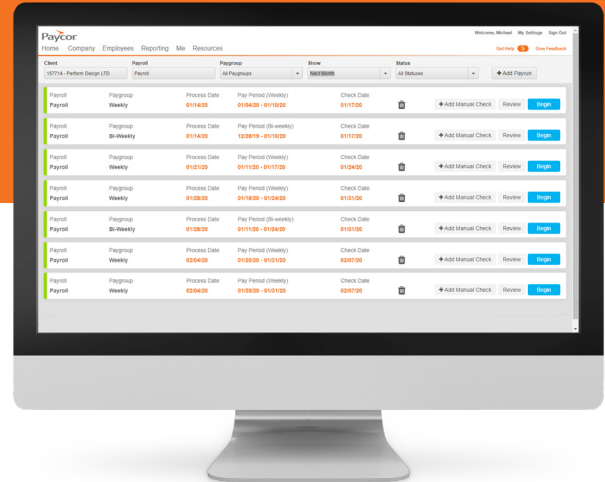 Paycor
Welcome, Michael My Settings Sign Out
Home Company Employees Reporting Me Resources
Get Help 5 Give Feedback
Client Payroll Paygroup Show Status
157714 - Perform Design LTD Payroll All Paygroups Next Month All Statuses + Add Payrun
Payroll Paygroup Process Date Pay Period (Weekly) Check Date
Payroll Weekly 01/14/20 01/04/20 - 01/10/20 01/17/20 + Add Manual Check Review Begin
Payroll Paygroup Process Date Pay Period (Bi-weekly) Check Date
Payroll Bi-Weekly 01/14/20 12/28/19 - 01/10/20 01/17/20 + Add Manual Check Review Begin
Payroll Paygroup Process Date Pay Period (Weekly) Check Date
Payroll Weekly 01/21/20 01/11/20 - 01/17/20 01/24/20 + Add Manual Check Review Begin
Payroll Paygroup Process Date Pay Period (Weekly) Check Date
Payroll Weekly 01/28/20 01/18/20 - 01/24/20 01/31/20 + Add Manual Check Review Begin
Payroll Paygroup Process Date Pay Period (Bi-weekly) Check Date
Payroll Bi-Weekly 01/28/20 01/11/20 - 01/24/20 01/31/20 + Add Manual Check Review Begin
Payroll Paygroup Process Date Pay Period (Weekly) Check Date
Payroll Weekly 02/04/20 01/25/20 - 01/31/20 02/07/20 + Add Manual Check Review Begin
Payroll Paygroup Process Date Pay Period (Weekly) Check Date
Payroll Weekly 02/04/20 01/25/20 - 01/31/20 02/07/20 + Add Manual Check Review Begin